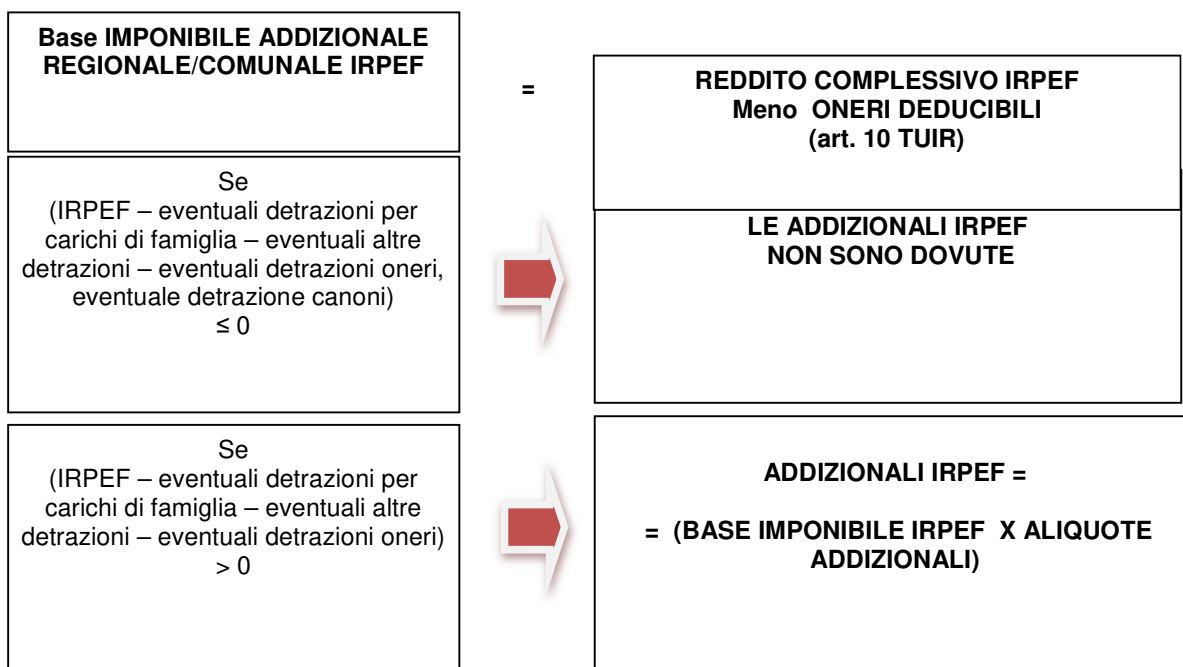 Base IMPONIBILE ADDIZIONALE
REGIONALE/COMUNALE IRPEF
=
REDDITO COMPLESSIVO IRPEF
Meno ONERI DEDUCIBILI
(art. 10 TUIR)
Se
(IRPEF – eventuali detrazioni per
carichi di famiglia – eventuali altre
detrazioni – eventuali detrazioni oneri,
eventuale detrazione canoni)
≤ 0
LE ADDIZIONALI IRPEF
NON SONO DOVUTE
Se
(IRPEF – eventuali detrazioni per
carichi di famiglia – eventuali altre
detrazioni – eventuali detrazioni oneri)
> 0
ADDIZIONALI IRPEF =
= (BASE IMPONIBILE IRPEF X ALIQUOTE
ADDIZIONALI)